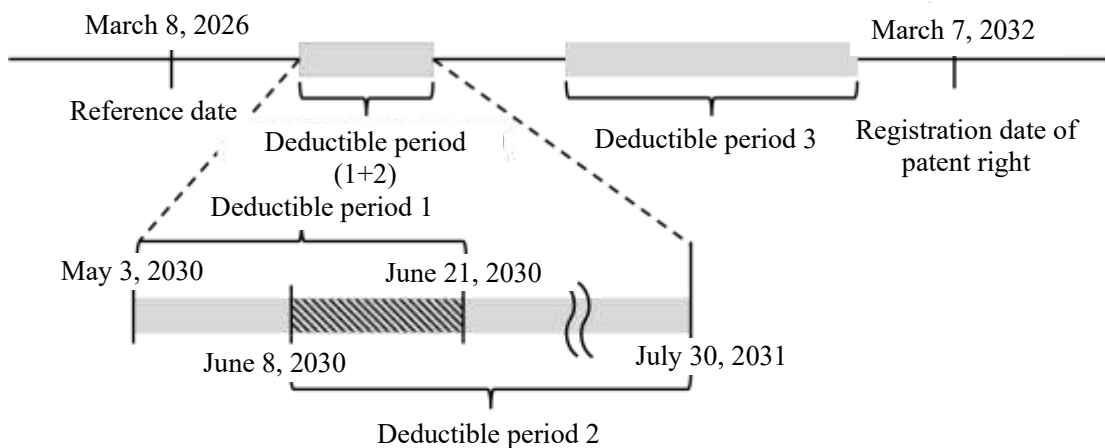 March 8, 2026
March 7, 2032
Reference date
Deductible period
(1+2)
Deductible period 3
Registration date of
patent right
Deductible period 1
May 3, 2030
June 21, 2030
June 8, 2030
July 30, 2031
Deductible period 2